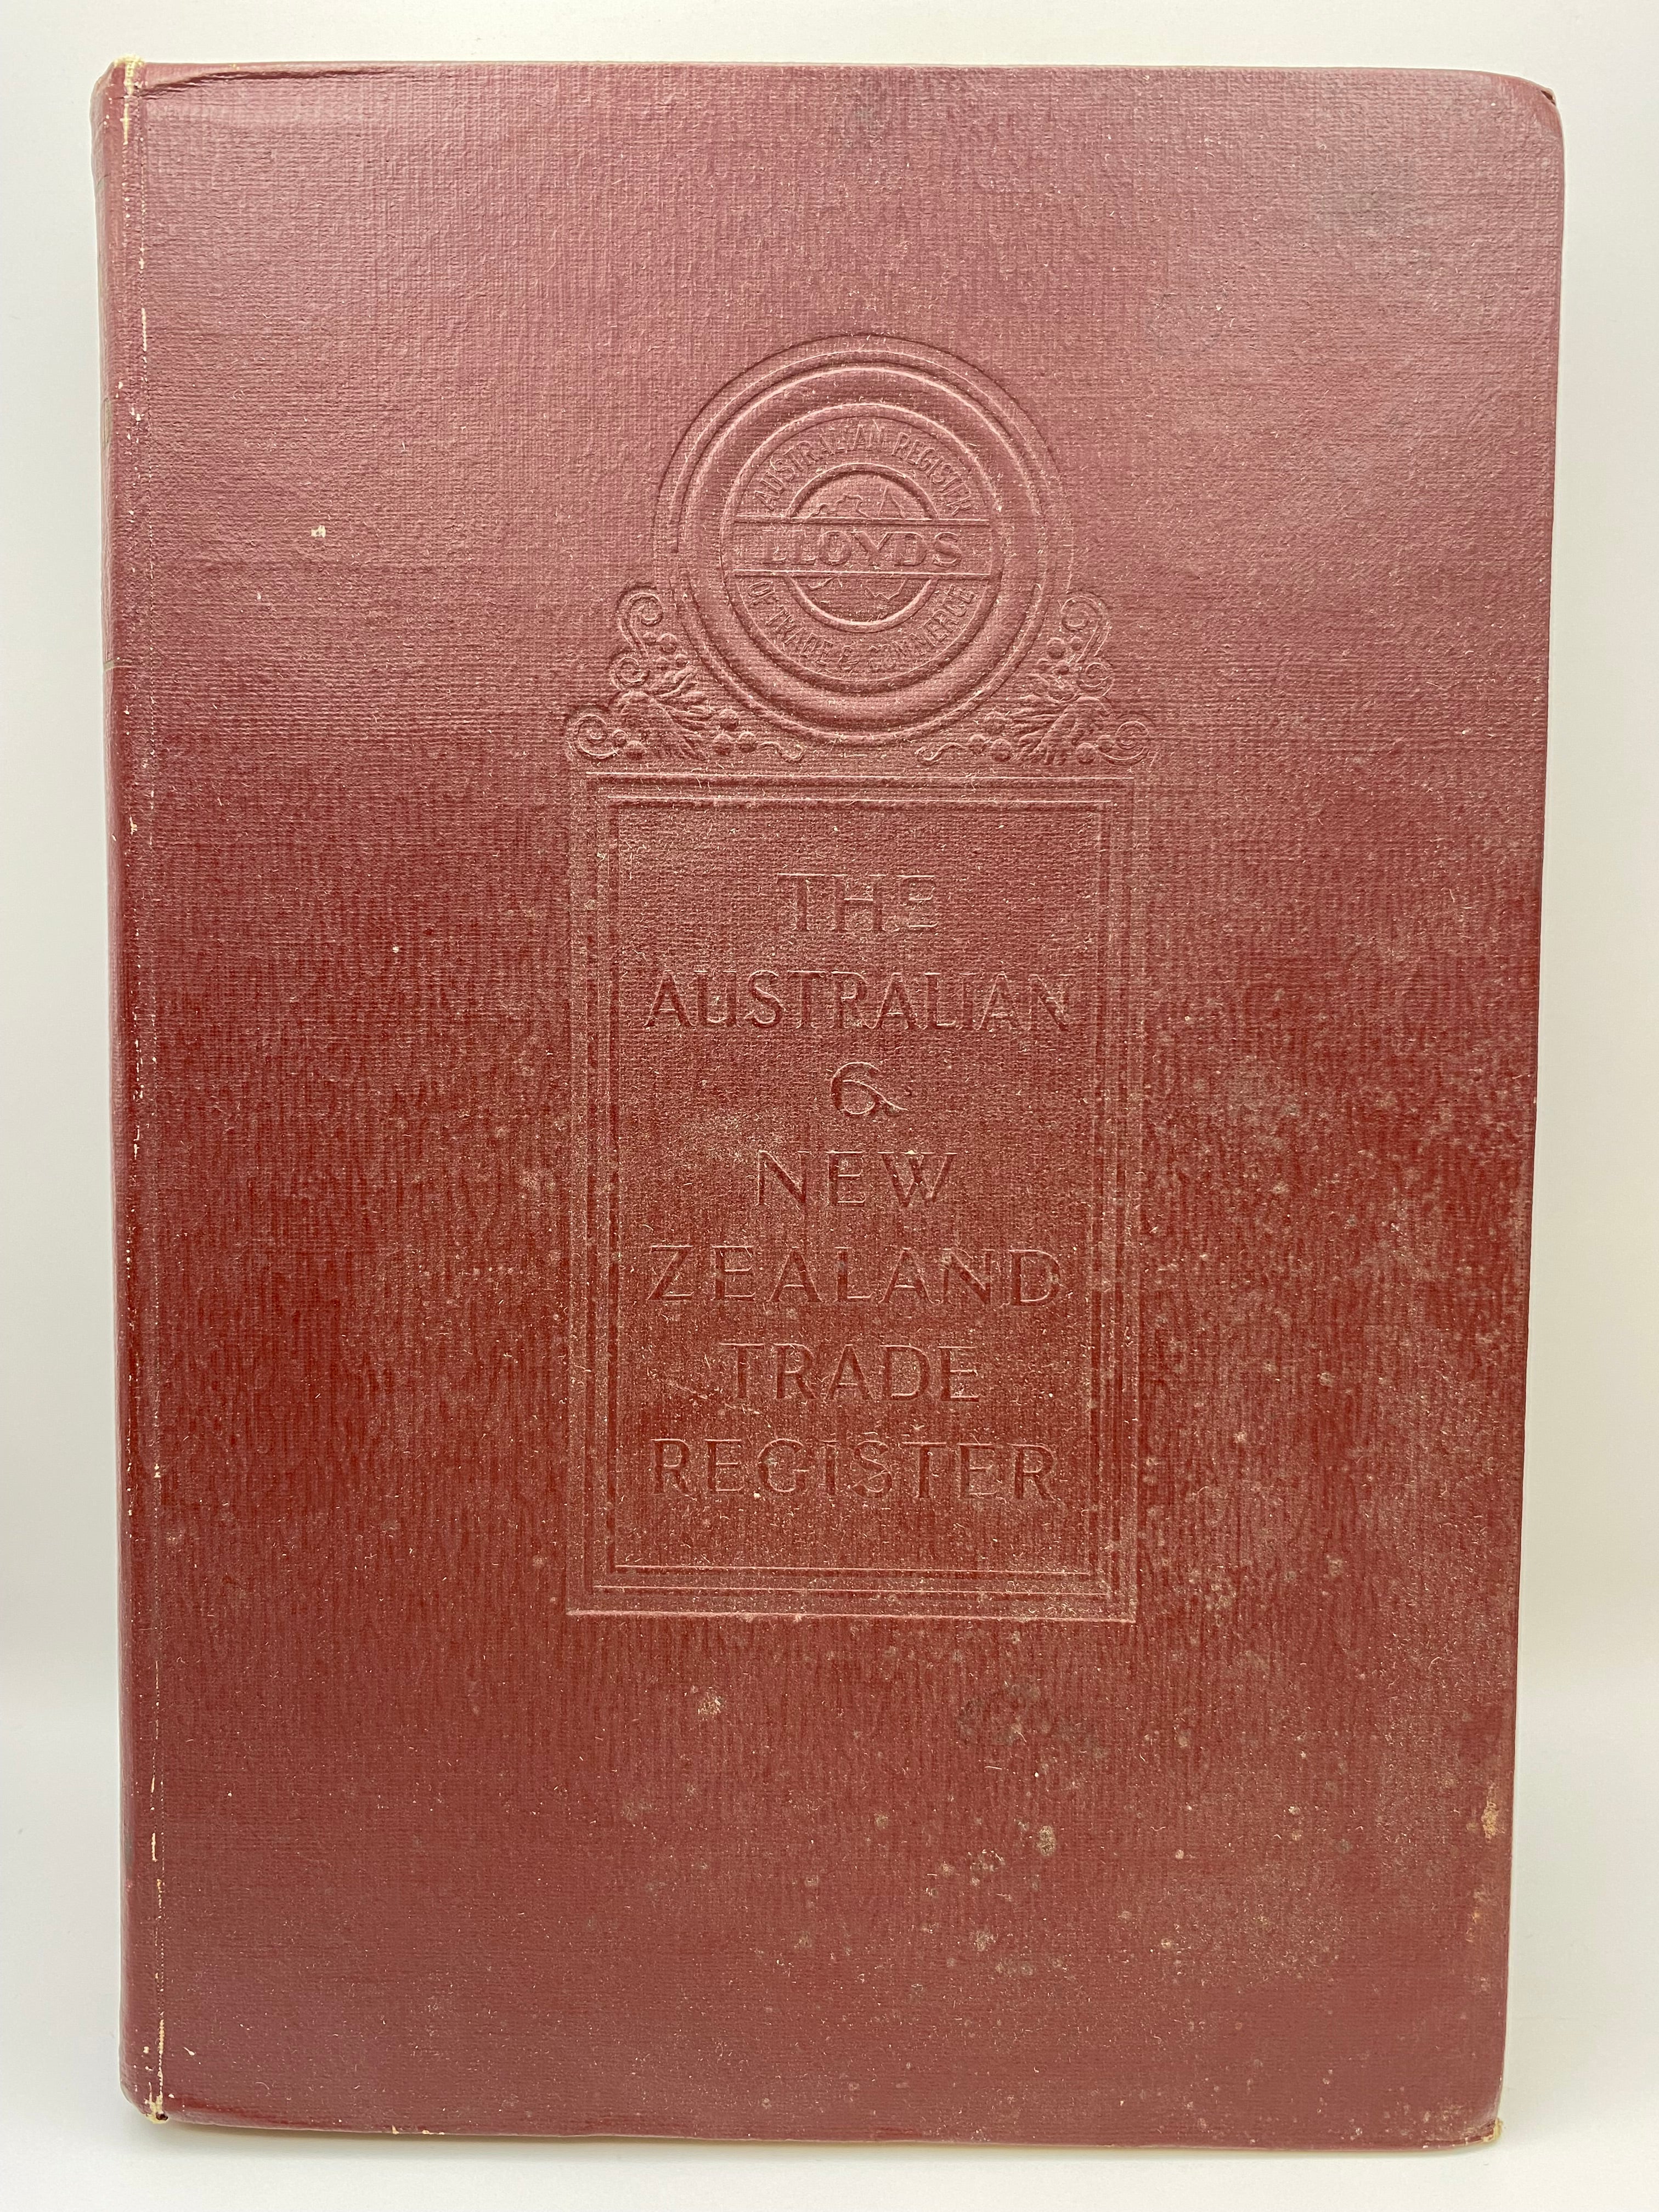 AUSTRALIAN REGISTER
LLOYDS
OF TRADE & COMMERCE
THE
AUSTRALIAN
&
NEW
ZEALAND
TRADE
REGISTER